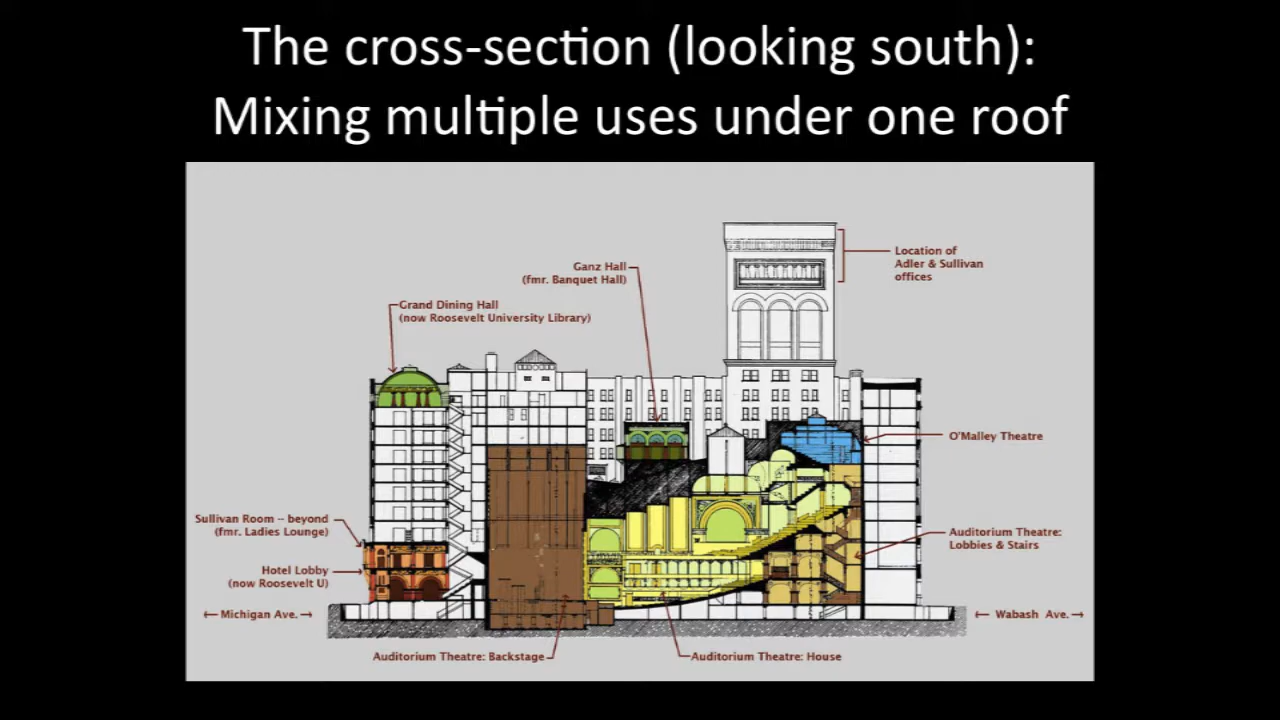 The cross-section (looking south):
Mixing multiple uses under one roof
Location of
Adler & Sullivan
offices
Ganz Hall
(fmr. Banquet Hall)
Grand Dining Hall
(now Roosevelt University Library)
O'Malley Theatre
Sullivan Room -- beyond
(fmr. Ladies Lounge)
Auditorium Theatre:
Lobbies & Stairs
Hotel Lobby
(now Roosevelt U)
Michigan Ave.
Wabash Ave.
Auditorium Theatre: Backstage
Auditorium Theatre: House